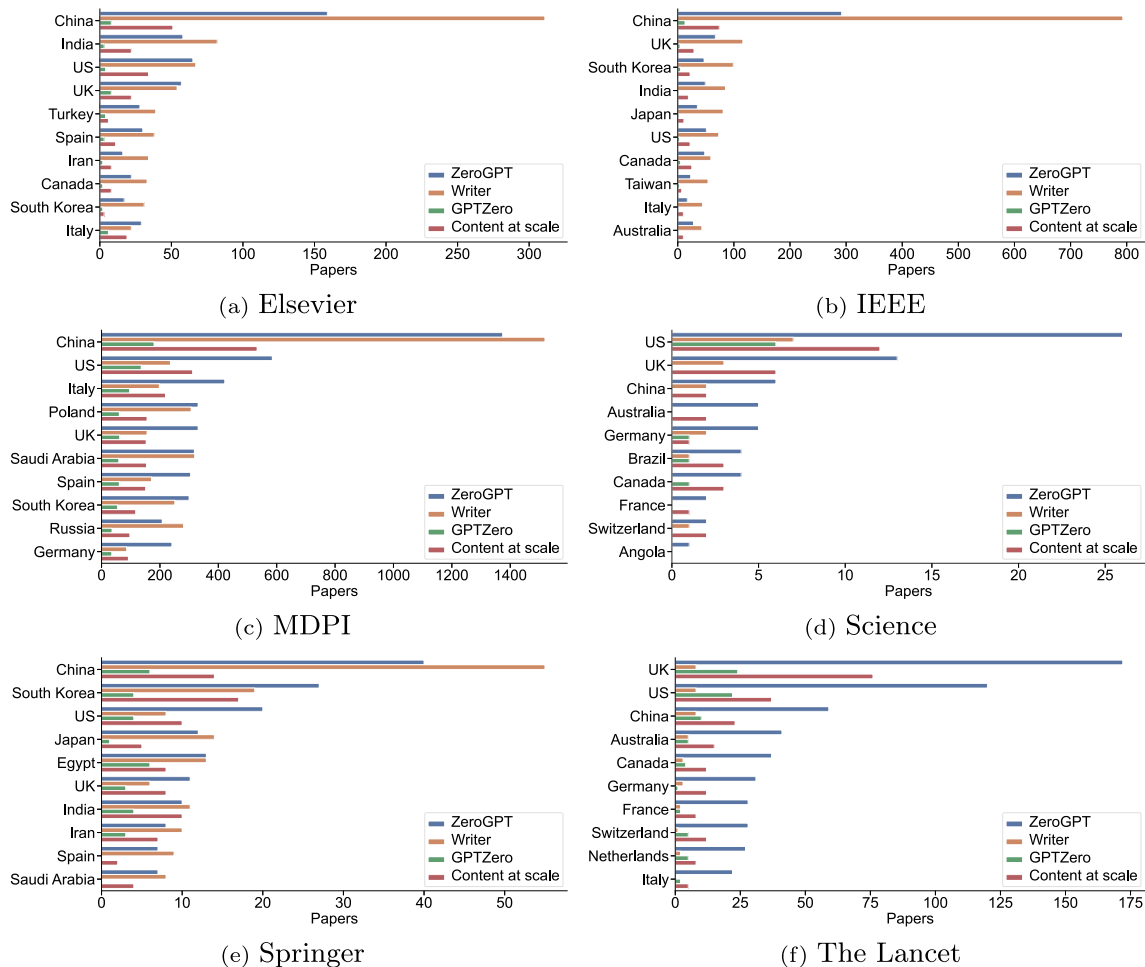 China
India
US
UK
Turkey
Spain
Iran
Canada
South Korea
Italy
ZeroGPT
Writer
GPTZero
Content at scale
0 50 100 150 200 250 300
Papers
(a) Elsevier
China
UK
South Korea
India
Japan
US
Canada
Taiwan
Italy
Australia
ZeroGPT
Writer
GPTZero
Content at scale
0 100 200 300 400 500 600 700 800
Papers
(b) IEEE
China
US
Italy
Poland
UK
Saudi Arabia
Spain
South Korea
Russia
Germany
ZeroGPT
Writer
GPTZero
Content at scale
0 200 400 600 800 1000 1200 1400
Papers
(c) MDPI
US
UK
China
Australia
Germany
Brazil
Canada
France
Switzerland
Angola
ZeroGPT
Writer
GPTZero
Content at scale
0 5 10 15 20 25
Papers
(d) Science
China
South Korea
US
Japan
Egypt
UK
India
Iran
Spain
Saudi Arabia
ZeroGPT
Writer
GPTZero
Content at scale
0 10 20 30 40 50
Papers
(e) Springer
UK
US
China
Australia
Canada
Germany
France
Switzerland
Netherlands
Italy
ZeroGPT
Writer
GPTZero
Content at scale
0 25 50 75 100 125 150 175
Papers
(f) The Lancet